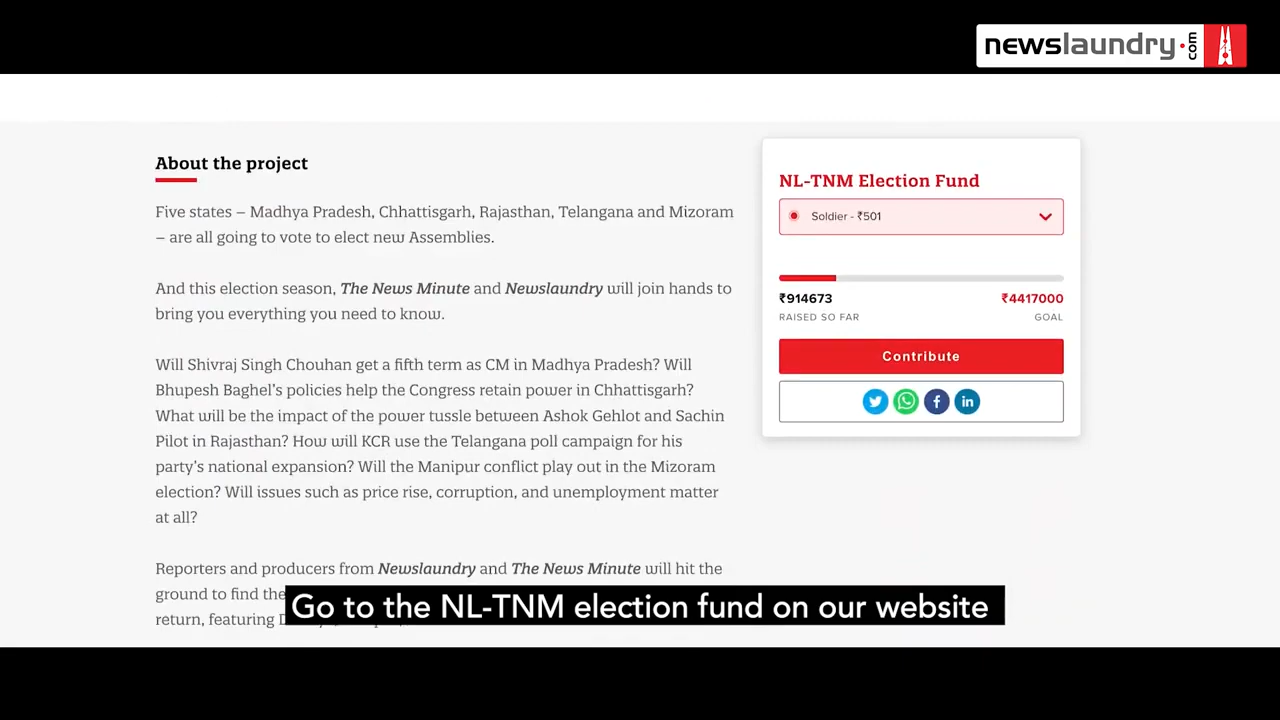 newslaundry.com
About the project
Five states – Madhya Pradesh, Chhattisgarh, Rajasthan, Telangana and Mizoram
– are all going to vote to elect new Assemblies.
And this election season, The News Minute and Newslaundry will join hands to
bring you everything you need to know.
Will Shivraj Singh Chouhan get a fifth term as CM in Madhya Pradesh? Will
Bhupesh Baghel's policies help the Congress retain power in Chhattisgarh?
What will be the impact of the power tussle between Ashok Gehlot and Sachin
Pilot in Rajasthan? How will KCR use the Telangana poll campaign for his
party's national expansion? Will the Manipur conflict play out in the Mizoram
election? Will issues such as price rise, corruption, and unemployment matter
at all?
Reporters and producers from Newslaundry and The News Minute will hit the
ground to find the
return, featuring
NL-TNM Election Fund
Soldier - ₹501
₹914673 ₹4417000
RAISED SO FAR GOAL
Contribute
Go to the NL-TNM election fund on our website